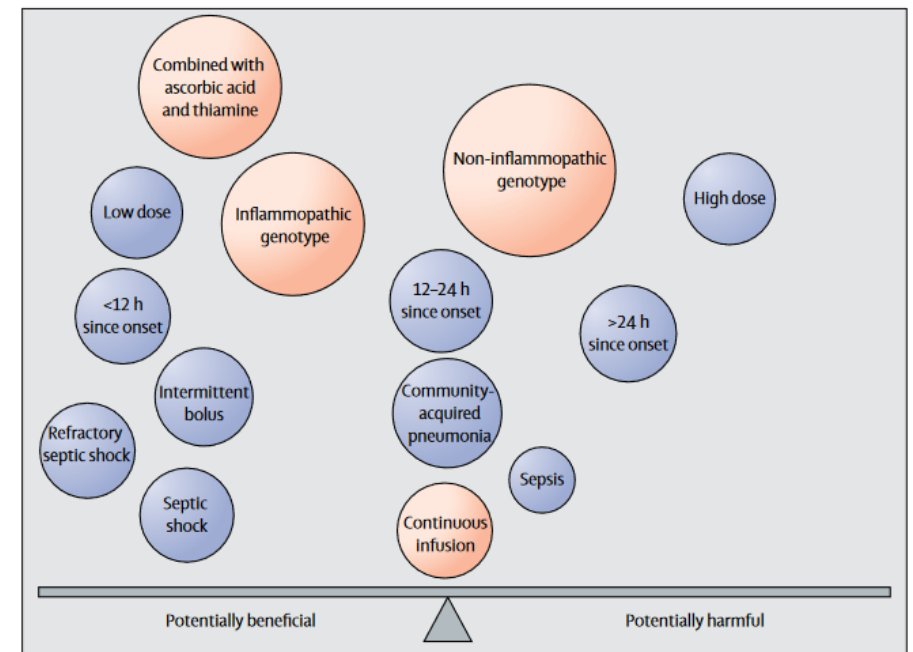 Combined with
ascorbic acid
and thiamine
Non-inflammopathic
genotype
High dose
Low dose
Inflammopathic
genotype
<12 h
since onset
12–24 h
since onset
>24 h
since onset
Intermittent
bolus
Community-
acquired
pneumonia
Refractory
septic shock
Sepsis
Septic
shock
Continuous
infusion
Potentially beneficial
Potentially harmful